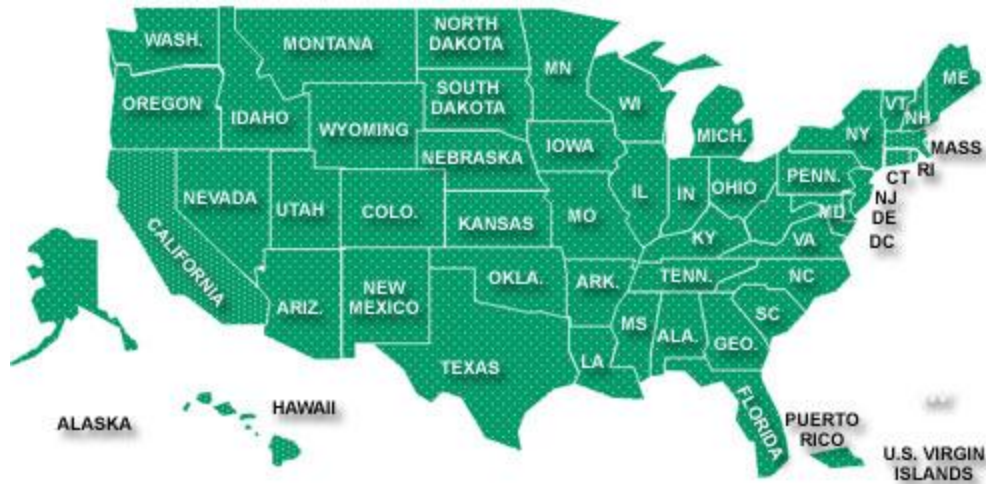 WASH.
MONTANA
NORTH
DAKOTA
MN
ME
VT
NH
OREGON
IDAHO
WYOMING
SOUTH
DAKOTA
WI
MICH.
NY
MASS
NEBRASKA
IOWA
PENN.
CT
RI
NEVADA
UTAH
COLO.
KANSAS
MO
IL
IN
OHIO
NJ
MD
DE
DC
CALIFORNIA
KY
VA
ARIZ.
NEW
MEXICO
OKLA.
ARK.
TENN.
NC
SC
TEXAS
LA
MS
ALA.
GEO.
FLORIDA
ALASKA
HAWAII
PUERTO
RICO
U.S. VIRGIN
ISLANDS